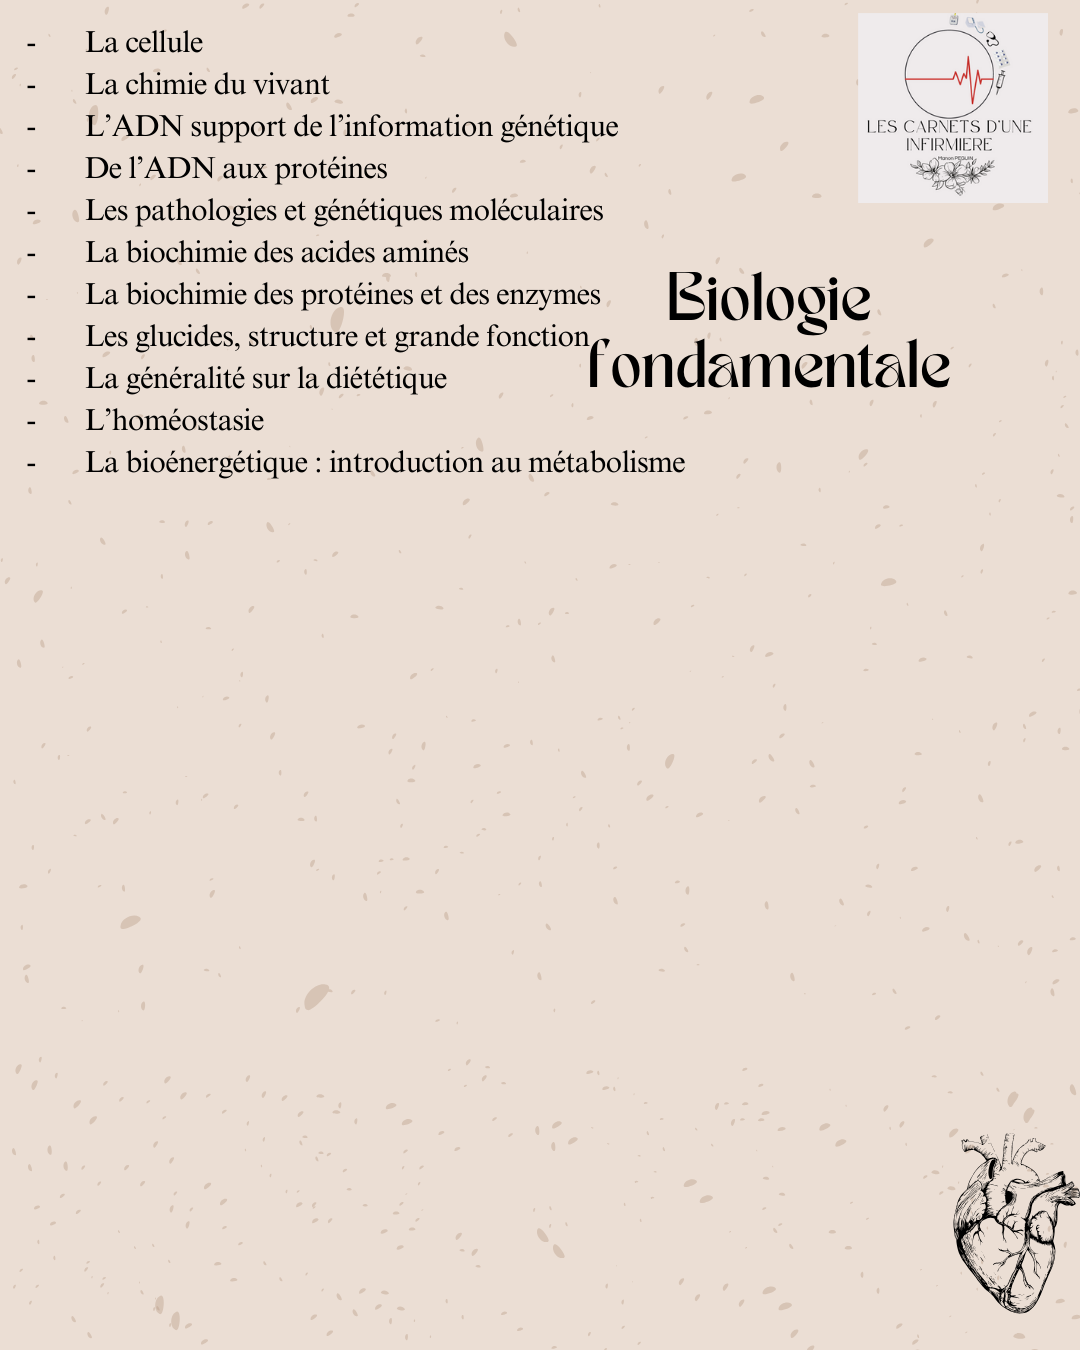 - La cellule
- La chimie du vivant
- L’ADN support de l’information génétique
- De l’ADN aux protéines
- Les pathologies et génétiques moléculaires
- La biochimie des acides aminés
- La biochimie des protéines et des enzymes
- Les glucides, structure et grande fonction
- La généralité sur la diététique
- L’homéostasie
- La bioénergétique : introduction au métabolisme
LES CARNETS D'UNE
INFIRMIERE
Manon PEGUIN
Biologie
fondamentale